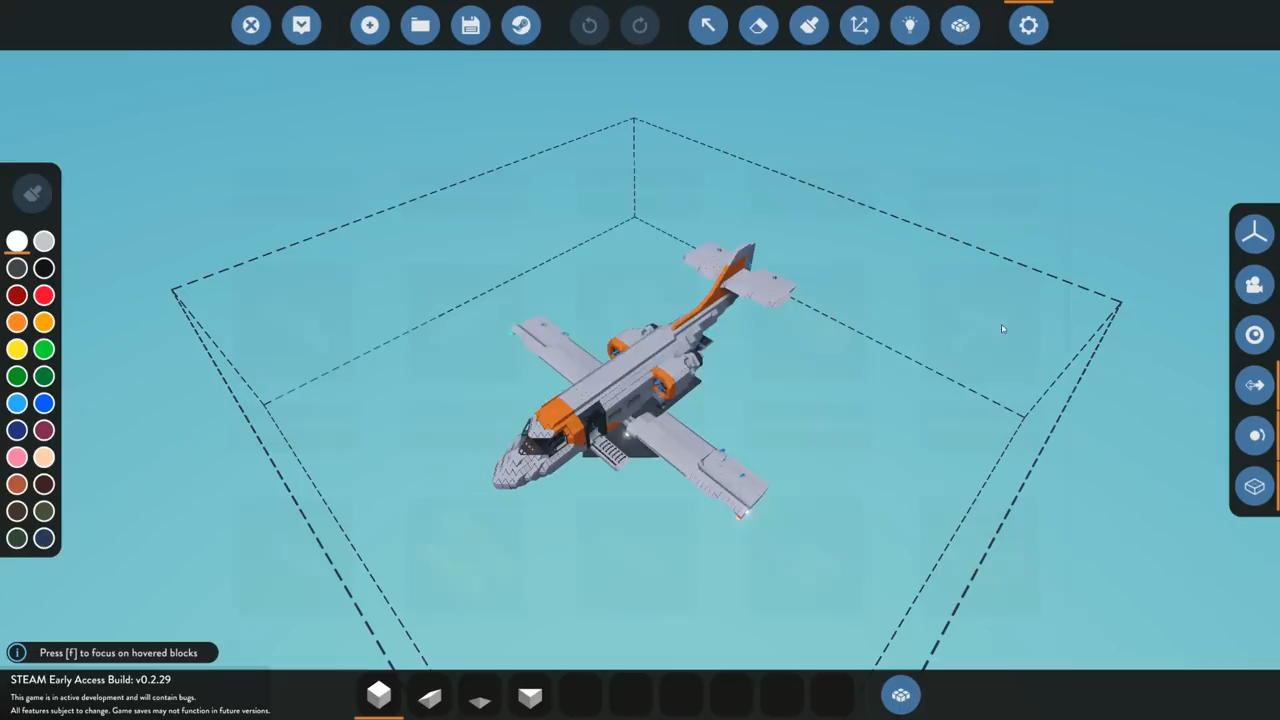 Press [f] to focus on hovered blocks
STEAM Early Access Build: v0.2.29
This game is in active development and will contain bugs.
All features subject to change. Game saves may not function in future versions.